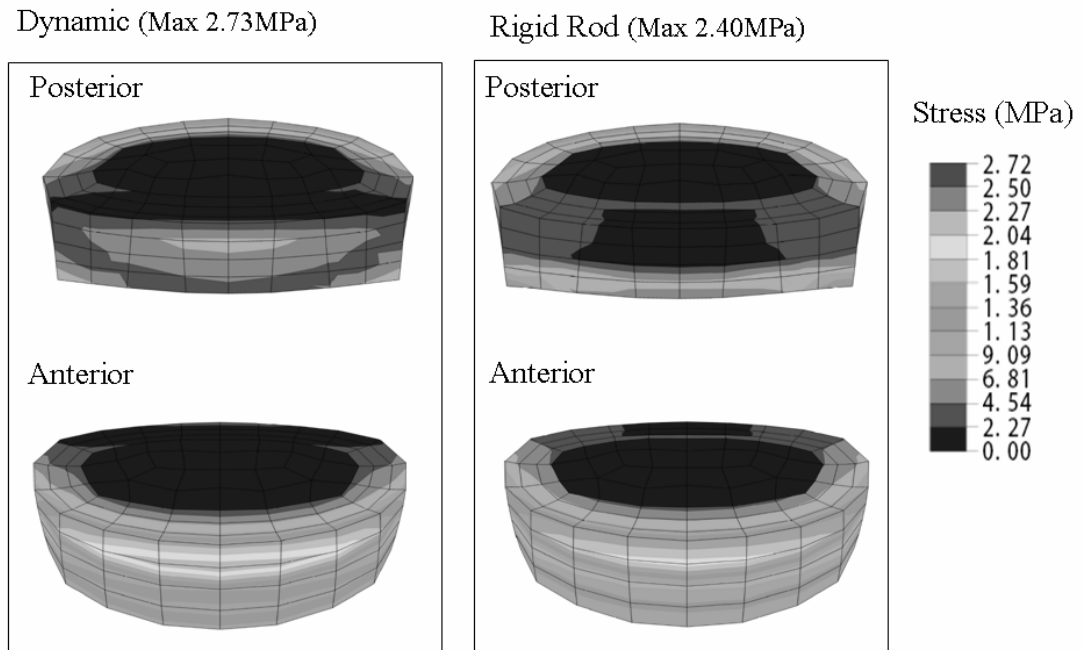 Dynamic (Max 2.73MPa)
Rigid Rod (Max 2.40MPa)
Posterior
Posterior
Anterior
Anterior
Stress (MPa)
2. 72
2. 50
2. 27
2. 04
1. 81
1. 59
1. 36
1. 13
9. 09
6. 81
4. 54
2. 27
0. 00